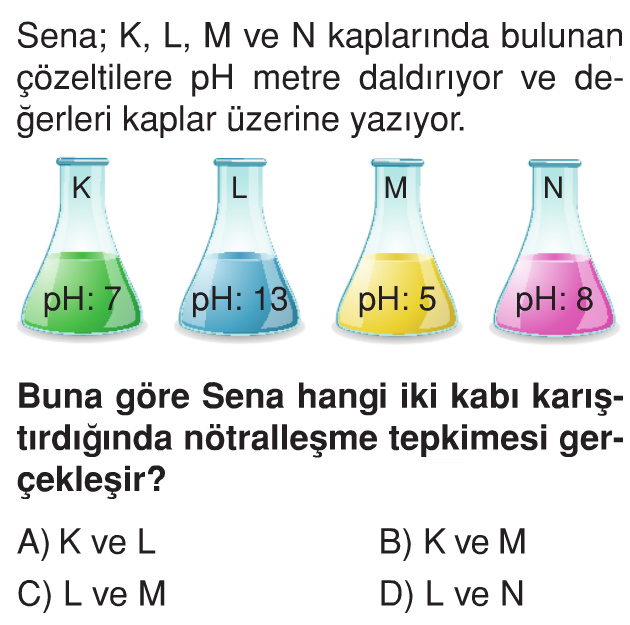 Sena; K, L, M ve N kaplarında bulunan
çözeltilere pH metre daldırıyor ve de-
ğerleri kaplar üzerine yazıyor.
K L M N
pH: 7 pH: 13 pH: 5 pH: 8
Buna göre Sena hangi iki kabı karış-
tırdığında nötralleşme tepkimesi ger-
çekleşir?
A) K ve L B) K ve M
C) L ve M D) L ve N